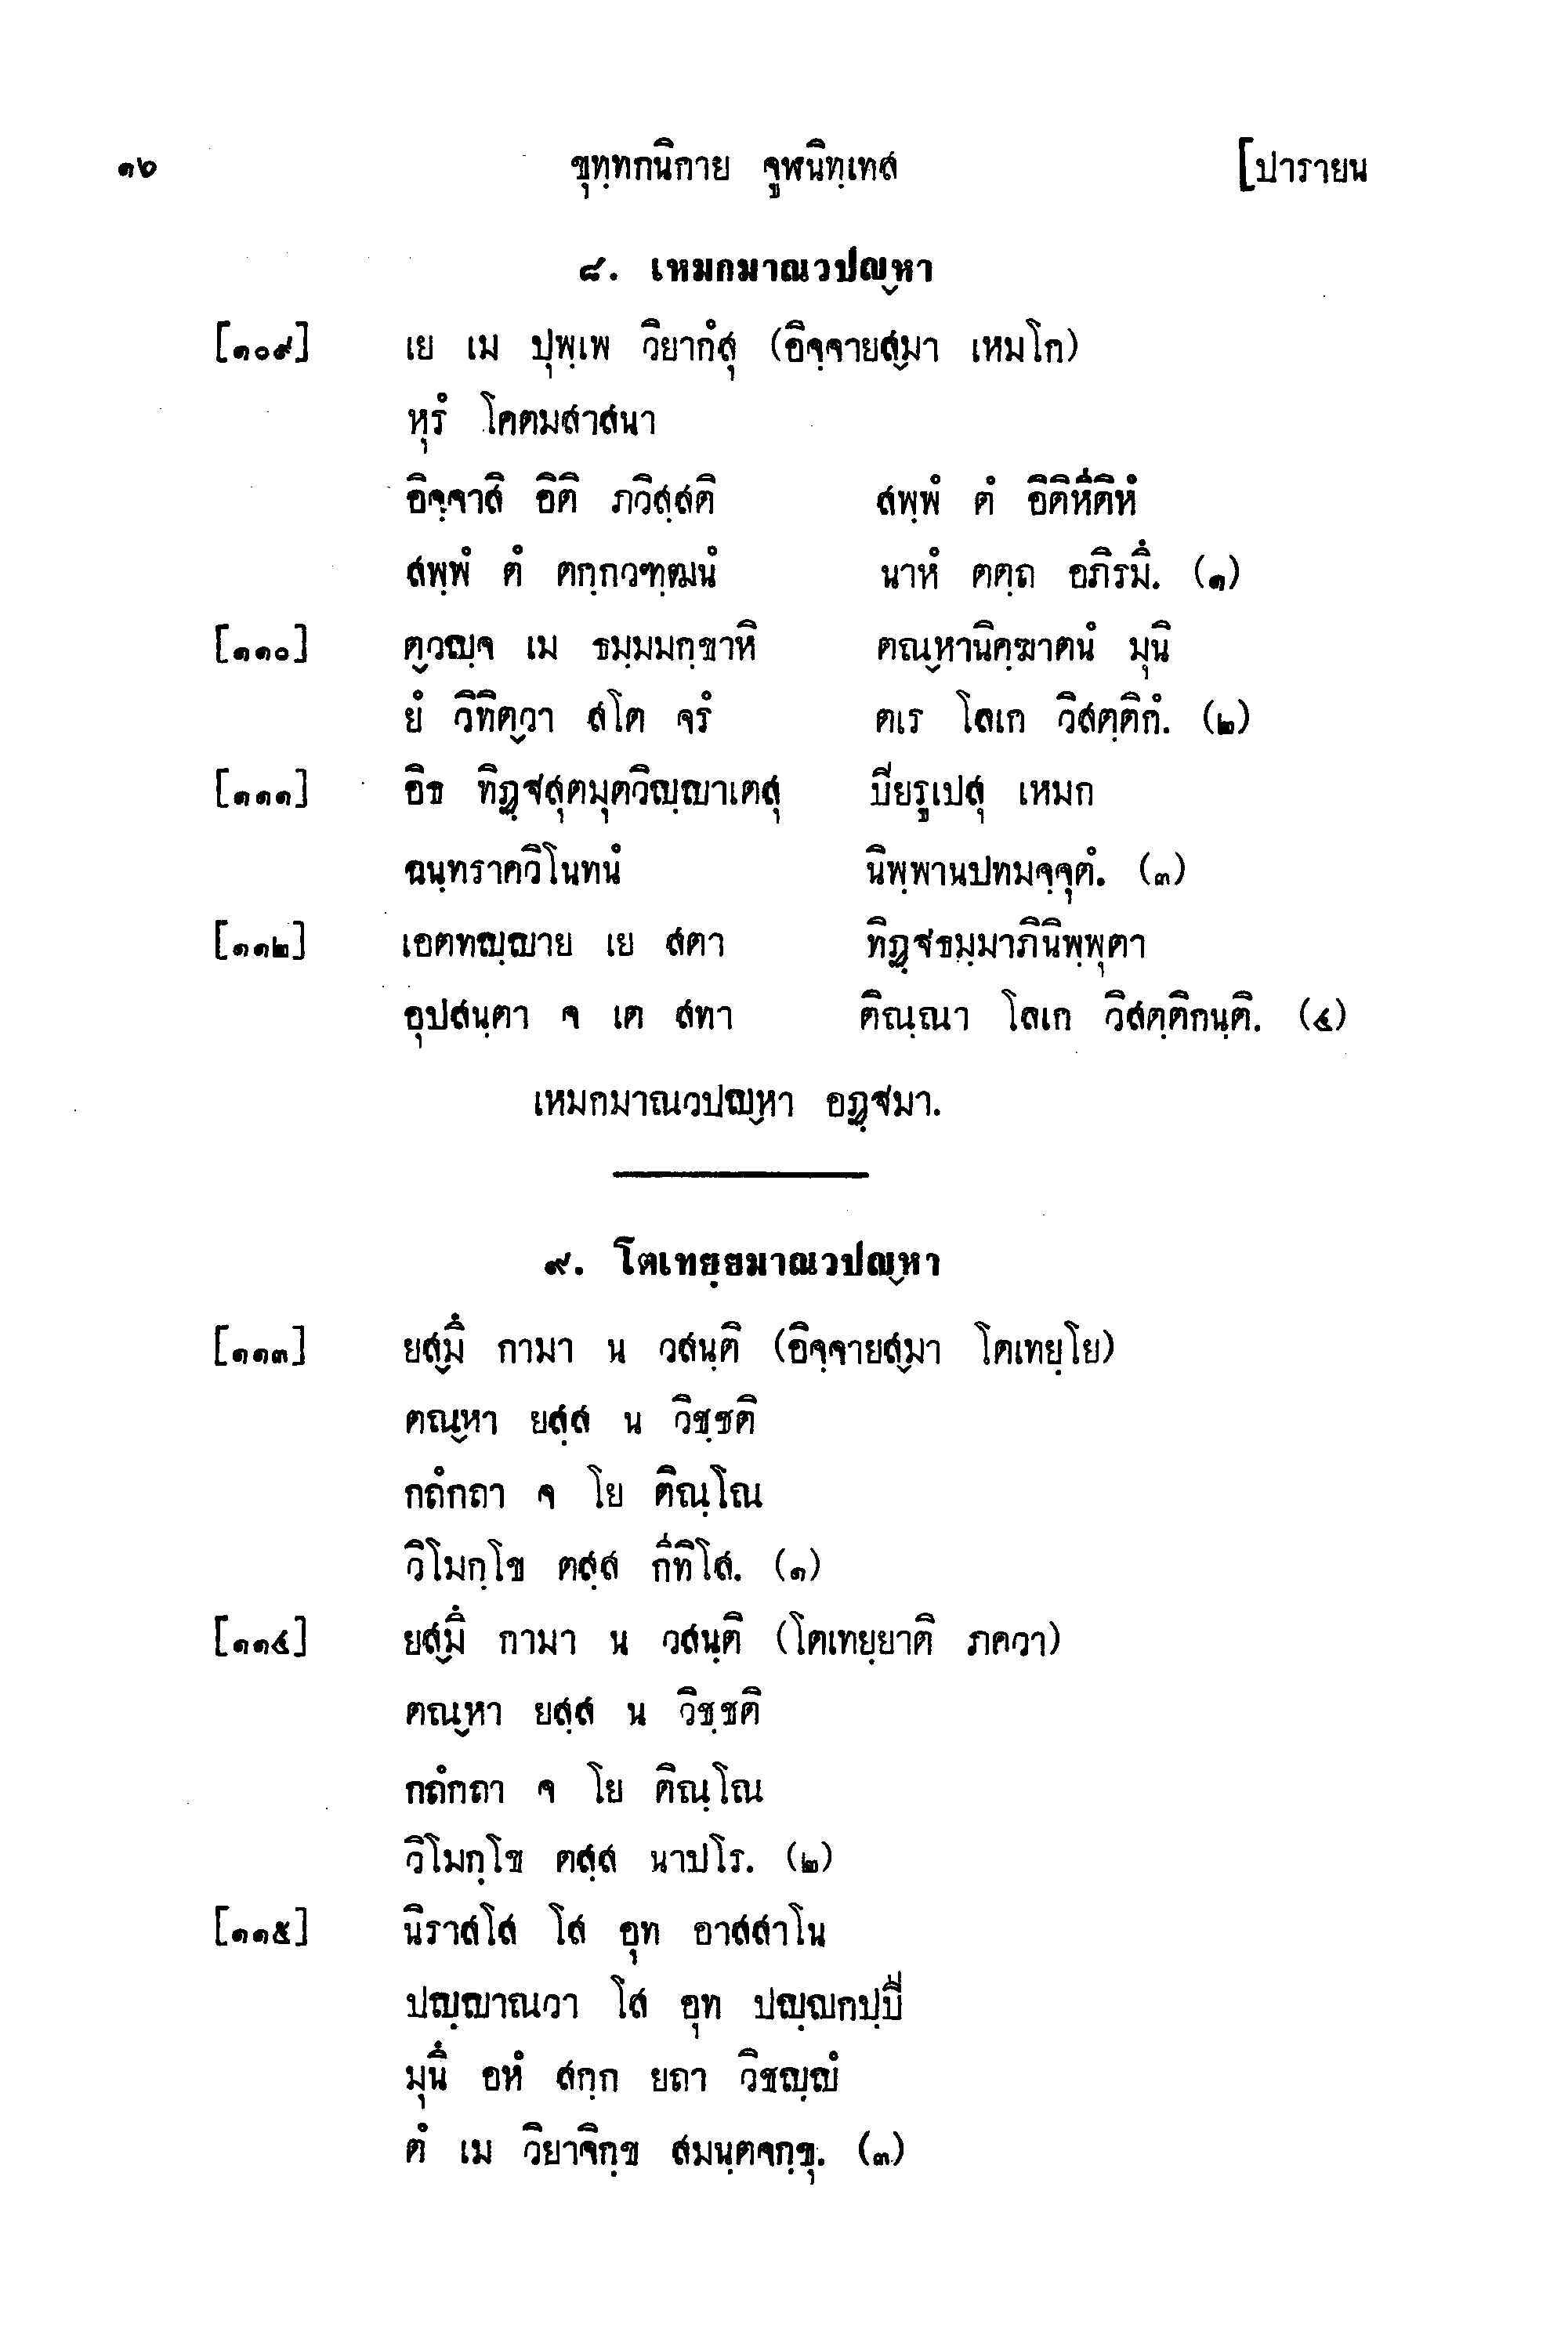 ๑๖ ขุทฺทกนิกาย จูฬนิทฺเทส [ปารายน
๘. เหมกมาณวปญฺหา
[๑๐๙] เย เม ปุพฺเพ วิยากํสุ (อิจฺจายสฺมา เหมโก)
หุรํ โคตมสาสนา
อิจฺจาสิ อิติ ภวิสฺสติ สพฺพํ ตํ อิติหีติหํ
สพฺพํ ตํ ตกฺกวฑฺฒนํ นาหํ ตตฺถ อภิรมึ. (๑)
[๑๑๐] ตฺวญฺจ เม ธมฺมมกฺขาหิ ตณฺหานิคฺฆาตนํ มุนิ
ยํ วิทิตฺวา สโต จรํ ตเร โลเก วิสตฺติกํ. (๒)
[๑๑๑] อิธ ทิฏฺฐสุตมุตวิญฺญาเตสุ ปิยรูเปสุ เหมก
ฉนฺทราควิโนทนํ นิพฺพานปทมจฺจุตํ. (๓)
[๑๑๒] เอตทญฺญาย เย สตา ทิฏฺฐธมฺมาภินิพฺพุตา
อุปสนฺตา จ เต สทา ติณฺณา โลเก วิสตฺติกนฺติ. (๔)
เหมกมาณวปญฺหา อฏฺฐมา.
๙. โตเทยฺยมาณวปญฺหา
[๑๑๓] ยสฺมึ กามา น วสนฺติ (อิจฺจายสฺมา โตเทยฺโย)
ตณฺหา ยสฺส น วิชฺชติ
กถํกถา จ โย ติณฺโณ
วิโมกฺโข ตสฺส กีทิโส. (๑)
[๑๑๔] ยสฺมึ กามา น วสนฺติ (โตเทยฺยาติ ภควา)
ตณฺหา ยสฺส น วิชฺชติ
กถํกถา จ โย ติณฺโณ
วิโมกฺโข ตสฺส นาปโร. (๒)
[๑๑๕] นิราสโส โส อุท อาสสาโน
ปญฺญาณวา โส อุท ปญฺญกปฺปี
มุนึ อหํ สกฺก ยถา วิชญฺญํ
ตํ เม วิยาจิกฺข สมนฺตจกฺขุ. (๓)